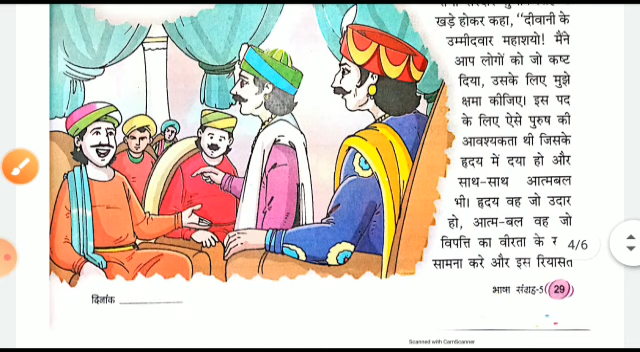 खड़े होकर कहा, "दीवानी के
उम्मीदवार महाशयो! मैंने
आप लोगों को जो कष्ट
दिया, उसके लिए मुझे
क्षमा कीजिए। इस पद
के लिए ऐसे पुरुष की
आवश्यकता थी जिसके
हृदय में दया हो और
साथ-साथ आत्मबल
भी। हृदय वह जो उदार
हो, आत्म-बल वह जो
विपत्ति का वीरता के
4/6
सामना करे और इस रियासत
दिनांक
भाषा संग्रह-5 29
Scanned with CamScanner